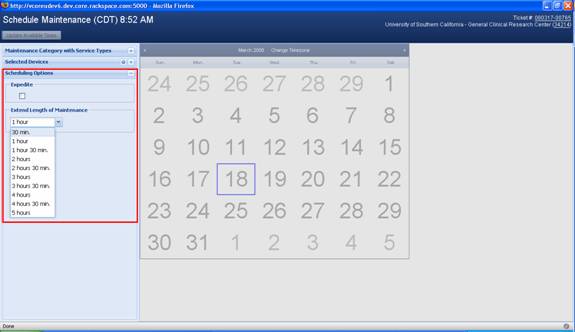 http://vcoreudev6.dev.core.rackspace.com:5000 - Mozilla Firefox
Schedule Maintenance (CDT) 8:52 AM
Ticket #: 080317-00785
University of Southern California - General Clinical Research Center (34214)
Update Available Times
Maintenance Category with Service Types
Selected Devices
Scheduling Options
Expedite
Extend Length of Maintenance
1 hour
30 min.
1 hour
1 hour 30 min.
2 hours
2 hours 30 min.
3 hours
3 hours 30 min.
4 hours
4 hours 30 min.
5 hours
March 2008 Change Timezone
Sun. Mon. Tue. Wed. Thu. Fri. Sat.
24 25 26 27 28 29 1
2 3 4 5 6 7 8
9 10 11 12 13 14 15
16 17 18 19 20 21 22
23 24 25 26 27 28 29
30 31 1 2 3 4 5
Done